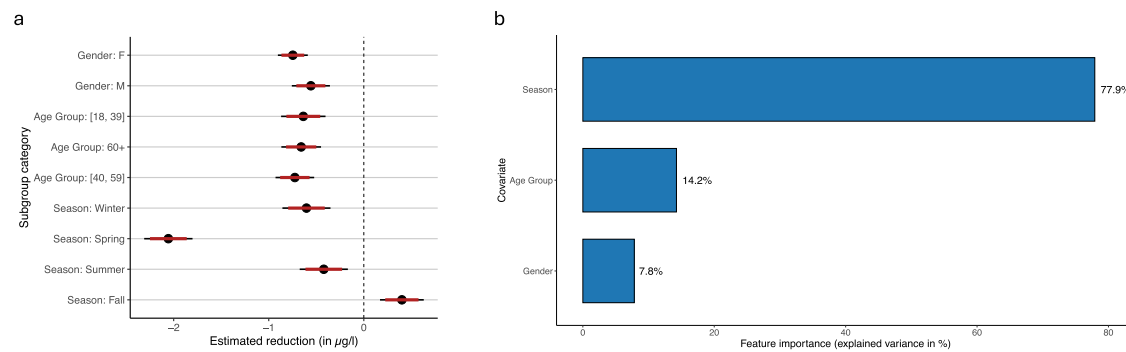 a
Subgroup category
Gender: F
Gender: M
Age Group: [18, 39]
Age Group: 60+
Age Group: [40, 59]
Season: Winter
Season: Spring
Season: Summer
Season: Fall
−2
−1
0
Estimated reduction (in µg/l)
b
Covariate
Season
77.9%
Age Group
14.2%
Gender
7.8%
0
20
40
60
80
Feature importance (explained variance in %)